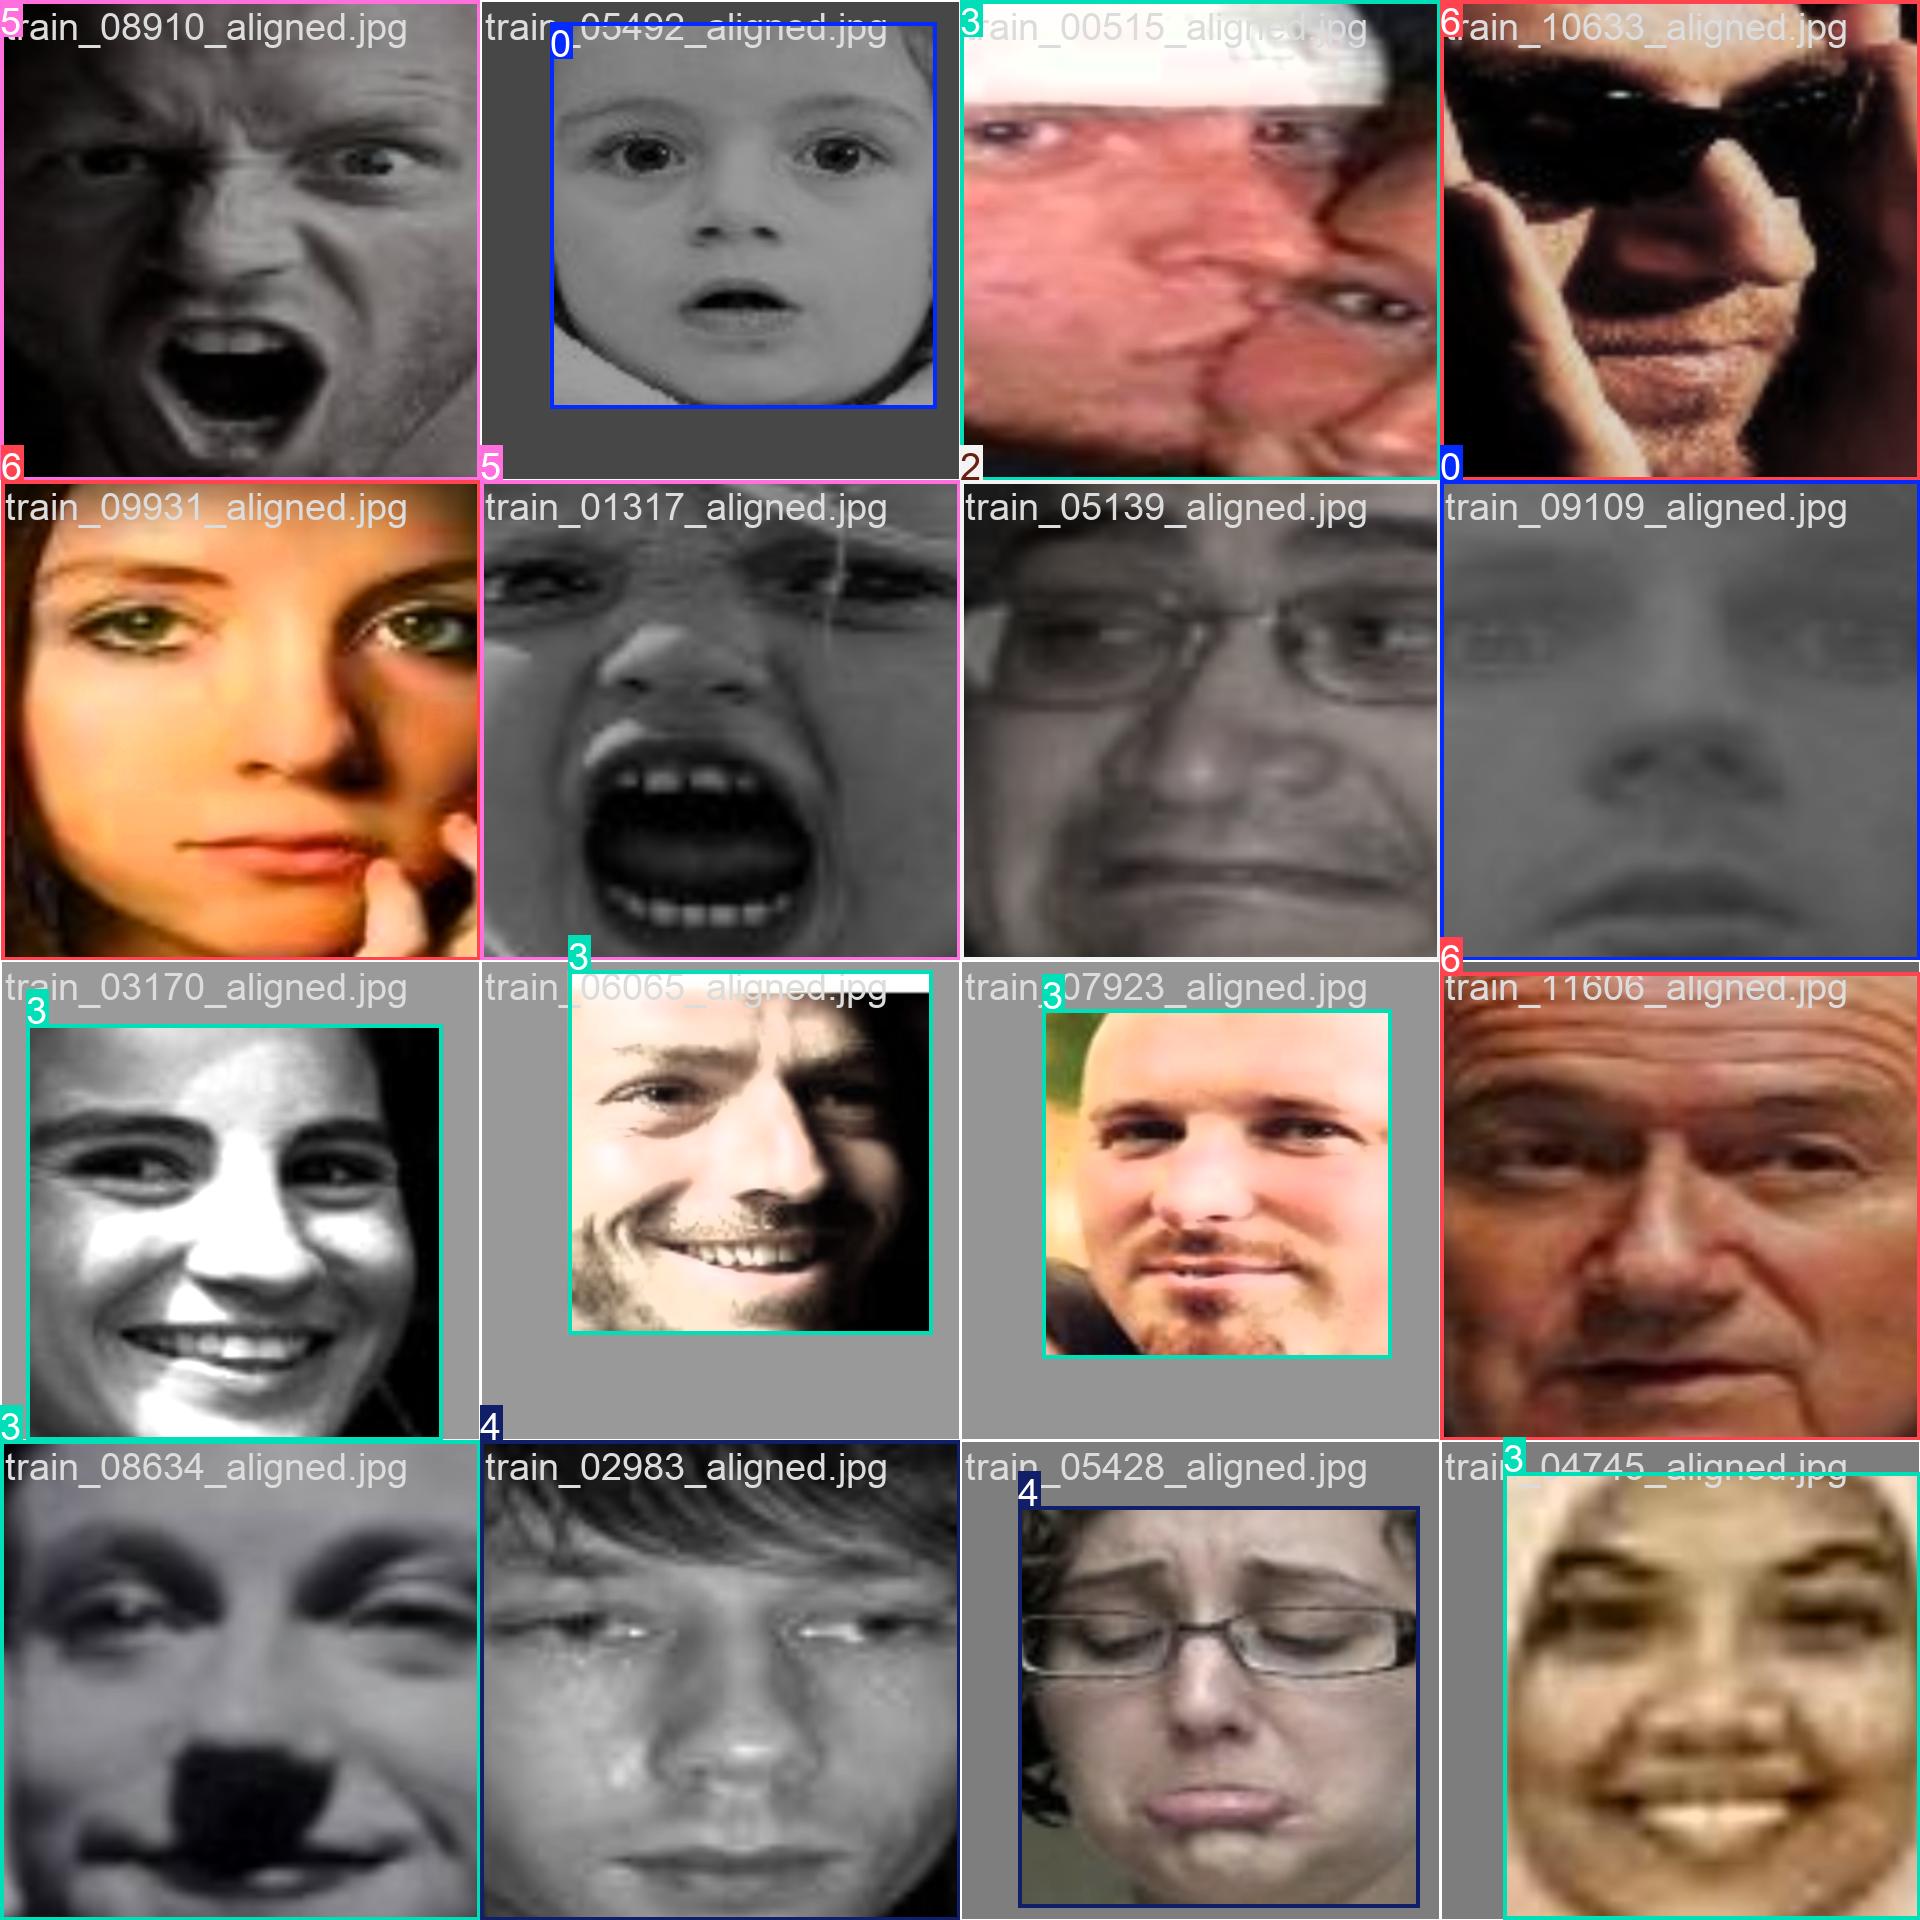 5
train_08910_aligned.jpg
train_05492_aligned.jpg
0
3
train_00515_aligned.jpg
6
train_10633_aligned.jpg
6
train_09931_aligned.jpg
5
train_01317_aligned.jpg
2
train_05139_aligned.jpg
0
train_09109_aligned.jpg
train_03170_aligned.jpg
3
3
train_06065_aligned.jpg
train_07923_aligned.jpg
3
6
train_11606_aligned.jpg
3
train_08634_aligned.jpg
4
train_02983_aligned.jpg
train_05428_aligned.jpg
4
train_04745_aligned.jpg
3